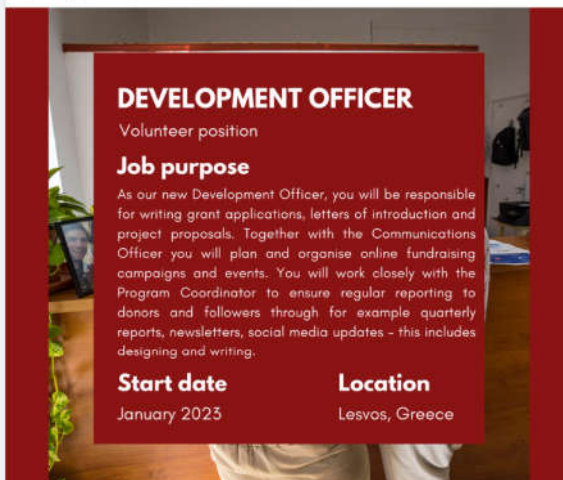 DEVELOPMENT OFFICER
Volunteer position
Job purpose
As our new Development Officer, you will be responsible
for writing grant applications, letters of introduction and
project proposals. Together with the Communications
Officer you will plan and organise online fundraising
campaigns and events. You will work closely with the
Program Coordinator to ensure regular reporting to
donors and followers through for example quarterly
reports, newsletters, social media updates - this includes
designing and writing.
Start date
January 2023
Location
Lesvos, Greece